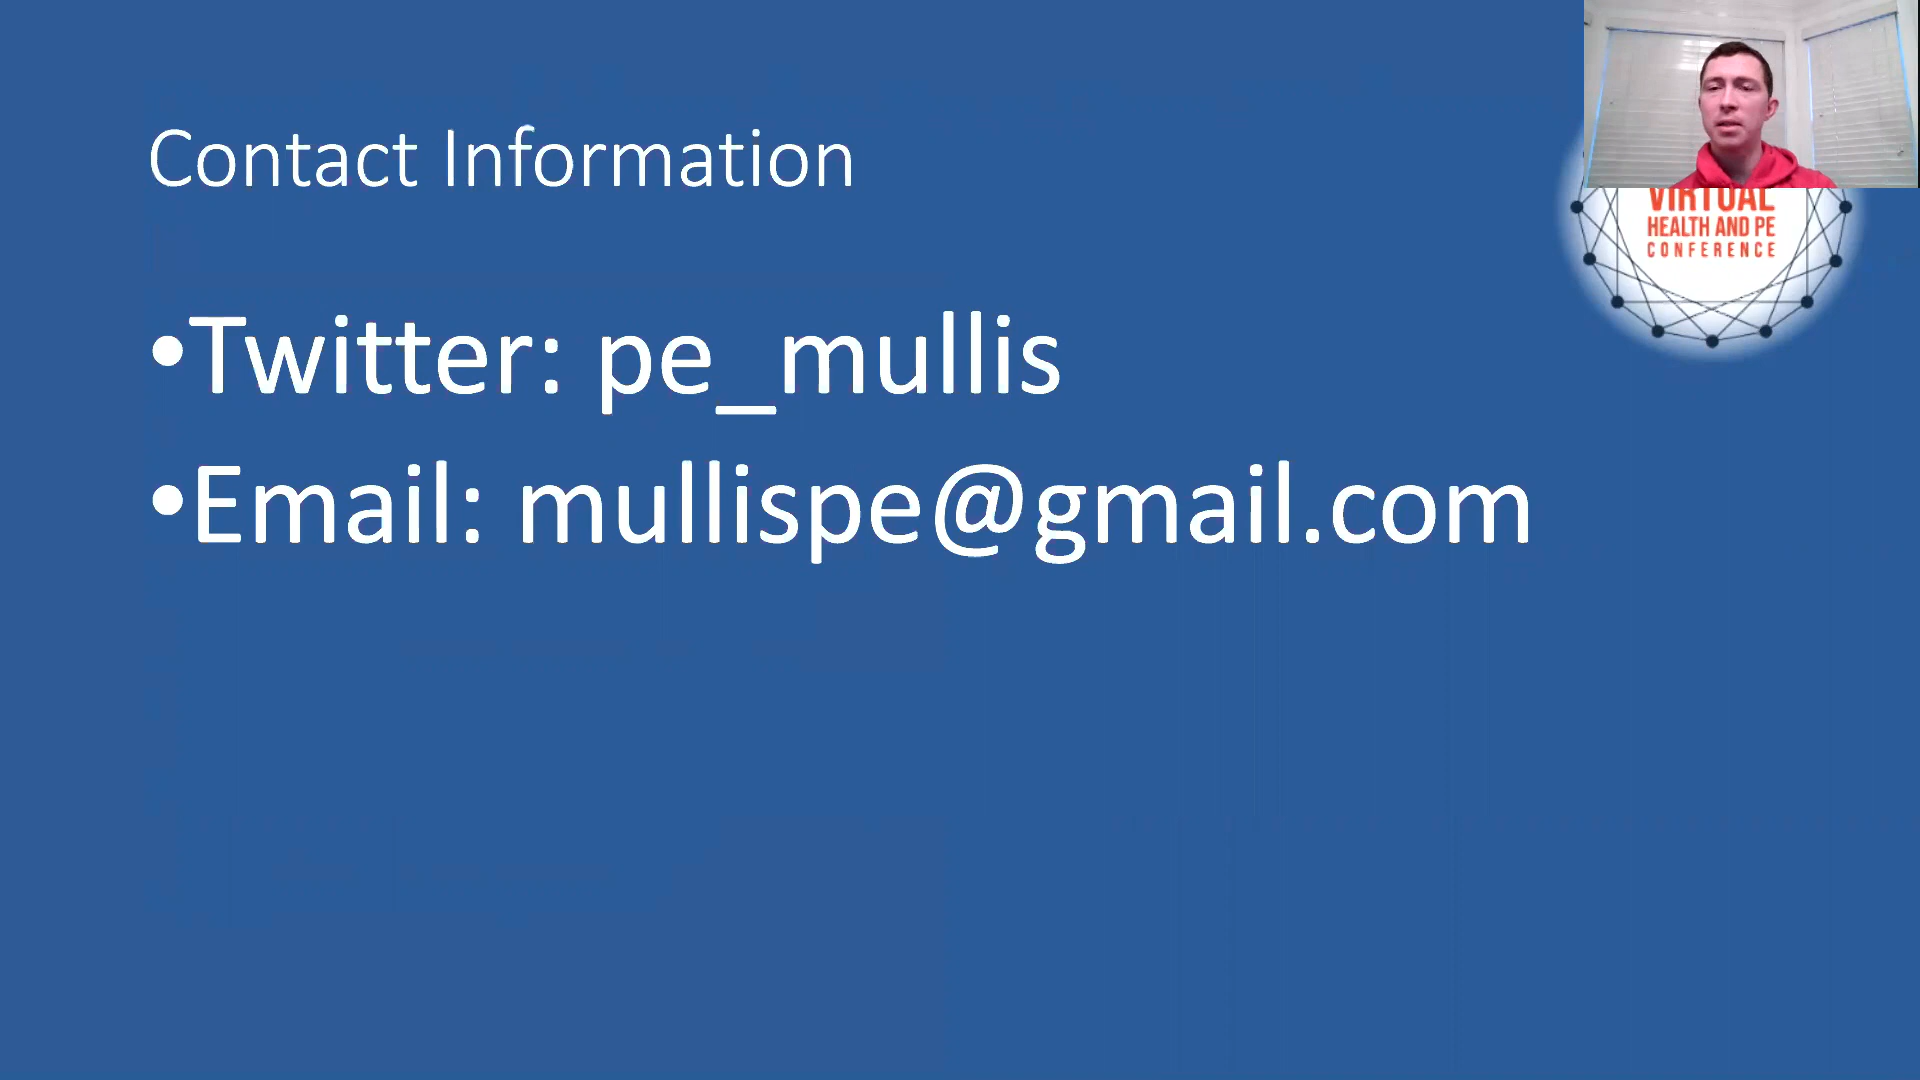 Contact Information
VIRTUAL
HEALTH AND PE
CONFERENCE
•Twitter: pe_mullis
•Email: mullispe@gmail.com